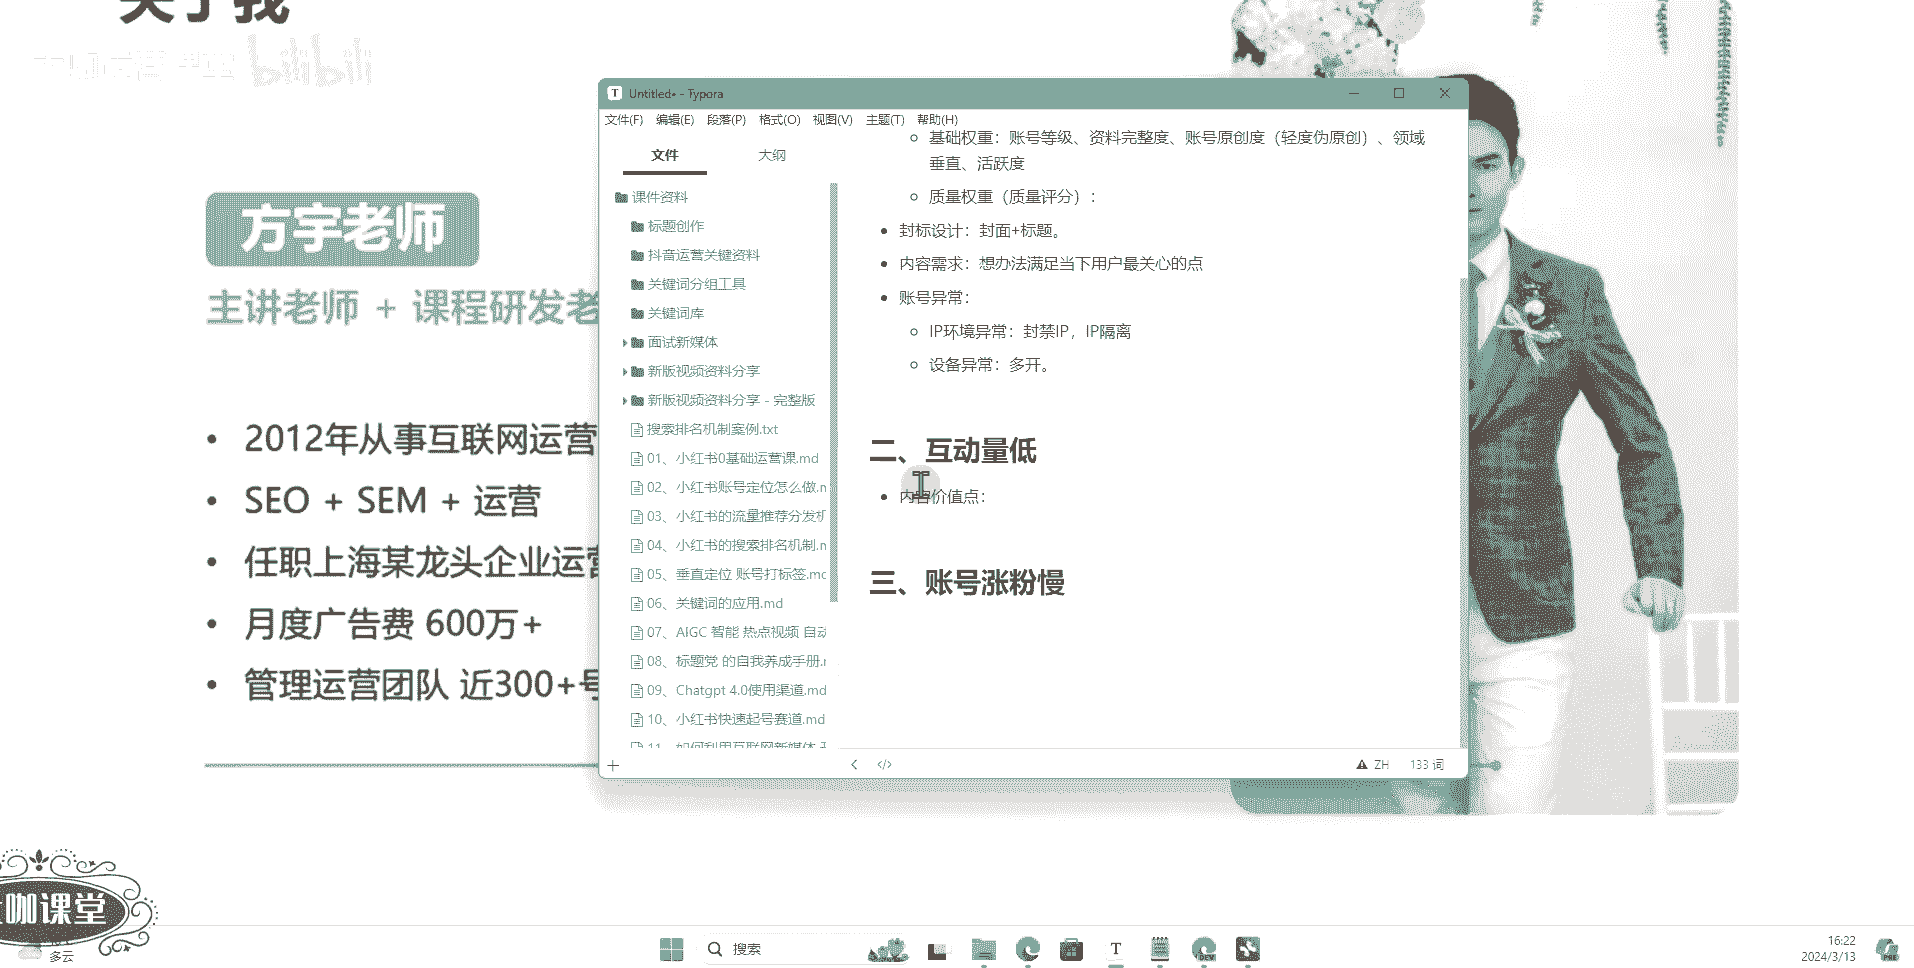 关于我
bilibili
方宇老师
主讲老师 + 课程研发老
• 2012年从事互联网运营
• SEO + SEM + 运营
• 任职上海某龙头企业运营
• 月度广告费 600万+
• 管理运营团队 近300+号
Untitled• - Typora
文件(F) 编辑(E) 段落(P) 格式(O) 视图(V) 主题(T) 帮助(H)
文件 大纲
课件资料
标题创作
抖音运营关键资料
关键词分组工具
关键词库
面试新媒体
新版视频资料分享
新版视频资料分享 - 完整版
搜索排名机制案例.txt
01、小红书0基础运营课.md
02、小红书账号定位怎么做.m
03、小红书的流量推荐分发机
04、小红书的搜索排名机制.m
05、垂直定位 账号打标签.md
06、关键词的应用.md
07、AIGC 智能 热点视频 自动
08、标题党 的自我养成手册.m
09、Chatgpt 4.0使用渠道.md
10、小红书快速起号赛道.md
11、如何利用互联网新媒体
基础权重：账号等级、资料完整度、账号原创度（轻度伪原创）、领域
垂直、活跃度
质量权重（质量评分）：
• 封标设计：封面+标题。
• 内容需求：想办法满足当下用户最关心的点
• 账号异常：
IP环境异常：封禁IP，IP隔离
设备异常：多开。
二、互动量低
• 内容价值点：
三、账号涨粉慢
ZH 133 词
咖课堂
多云
搜索
16:22
2024/3/13